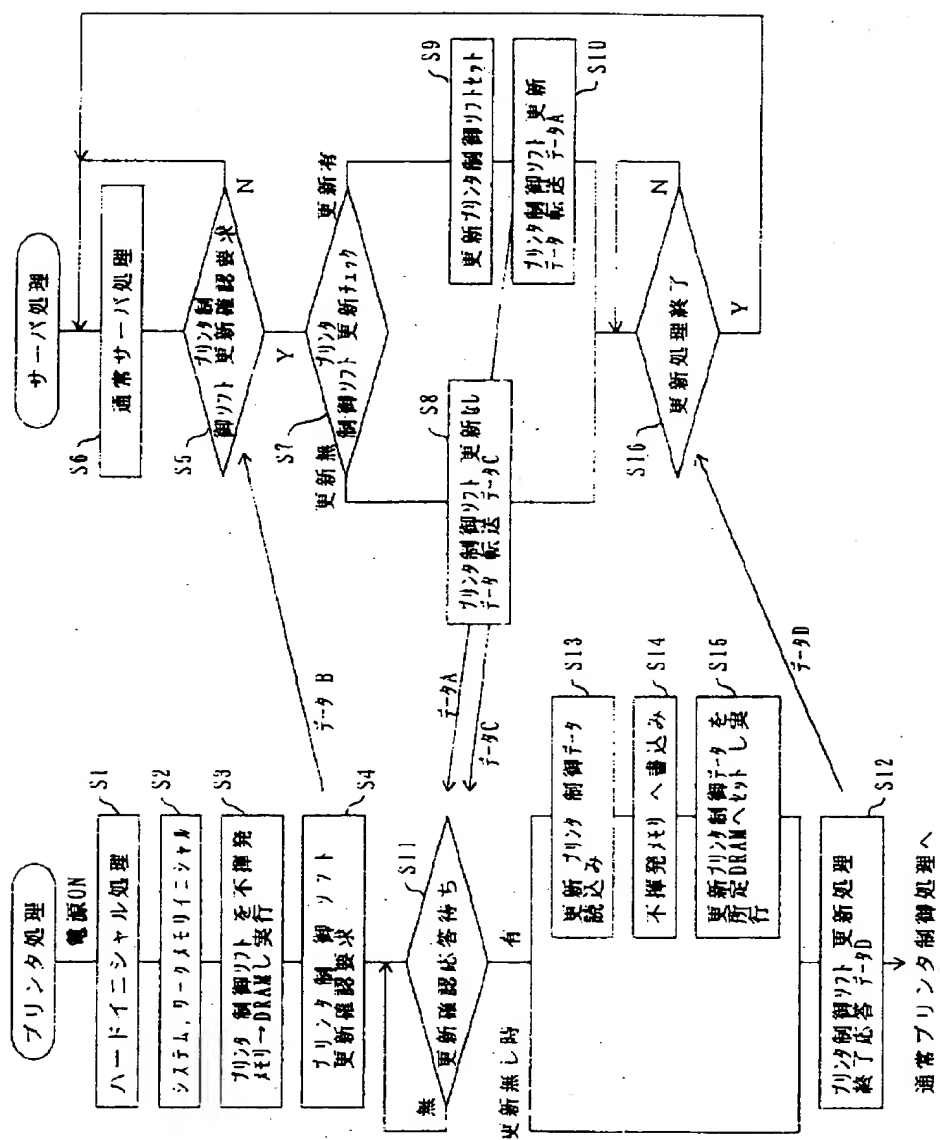 プリンタ処理
電源ON
ハードイニシャル処理
S1
システム,ワークメモリイニシャル
S2
プリンタ制御ソフトを不揮発
メモリ→DRAMし実行
S3
プリンタ制御ソフト
更新確認要求
S4
データB
更新確認応答待ち
S11
無
有
更新無し時
データA
データC
更新プリンタ制御データ
読込み
S13
不揮発メモリへ書込み
S14
更新プリンタ制御データを
所定DRAMへセットし実
行
S15
プリンタ制御ソフト更新処理
終了応答 データD
S12
データD
通常プリンタ制御処理へ
サーバ処理
通常サーバ処理
S6
プリンタ制
御ソフト更新確認要求
S5
N
Y
プリンタ
制御ソフト更新チェック
S7
更新無
更新有
プリンタ制御ソフト更新なし
データ転送 データC
S8
更新プリンタ制御ソフトセット
S9
プリンタ制御ソフト更新
データ転送 データA
S10
更新処理終了
S16
N
Y